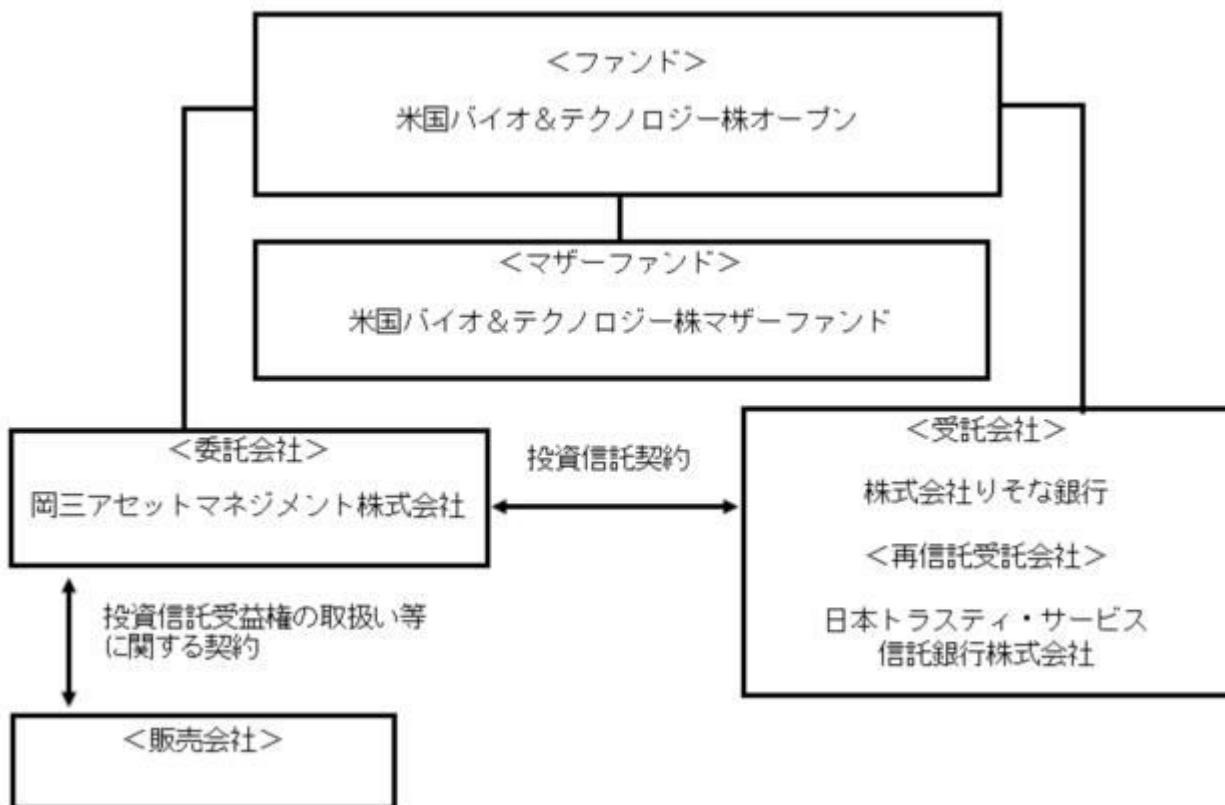 ＜ファンド＞
米国バイオ＆テクノロジー株オープン
＜マザーファンド＞
米国バイオ＆テクノロジー株マザーファンド
＜委託会社＞
岡三アセットマネジメント株式会社
投資信託契約
＜受託会社＞
株式会社りそな銀行
＜再信託受託会社＞
日本トラスティ・サービス
信託銀行株式会社
投資信託受益権の取扱い等
に関する契約
＜販売会社＞